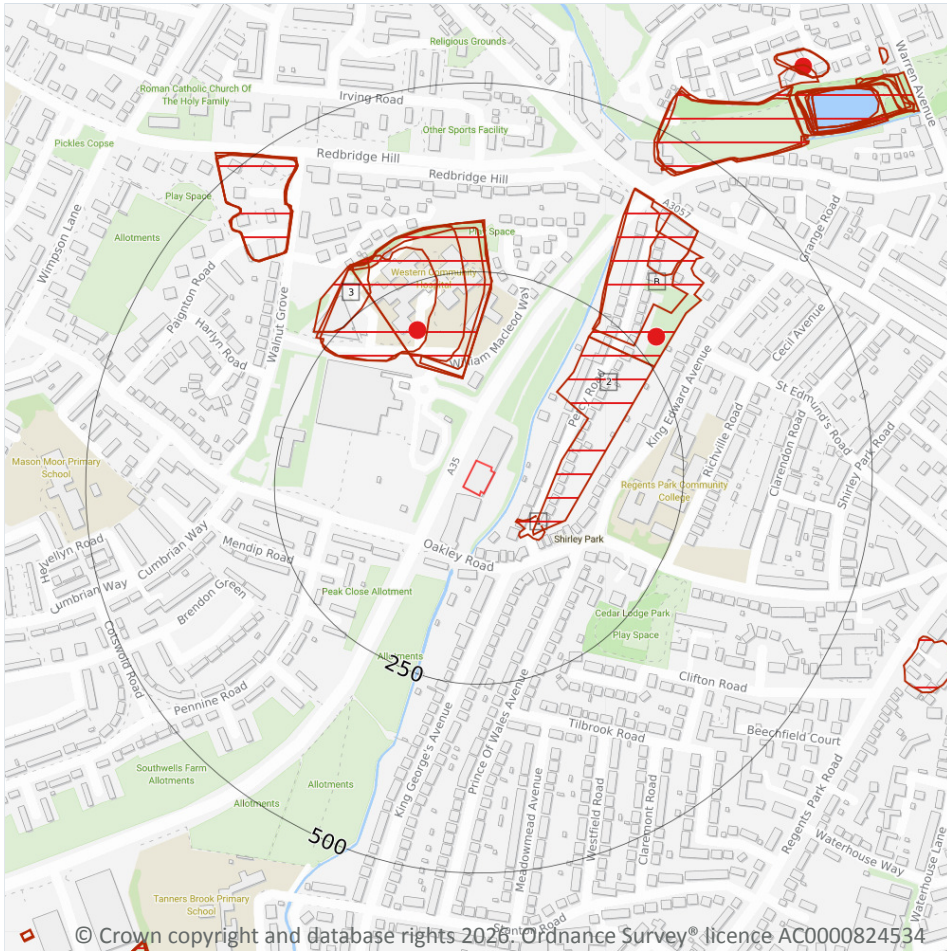 Religious Grounds
Warren Avenue
Roman Catholic Church Of
The Holy Family
Irving Road
Other Sports Facility
Pickles Copse
Redbridge Hill
Redbridge Hill
A3057
Play Space
Wimpson Lane
Allotments
Play Space
Grange Road
Western Community
Hospital
3
B
Paignton Road
Walnut Grove
Harlyn Road
William Macleod Way
Cecil Avenue
2
Percy Road
King Edward Avenue
St Edmund's Road
Richville Road
Clarendon Road
Shirley Park Road
Mason Moor Primary
School
A35
Regents Park Community
College
Shirley Park
Oakley Road
Mendip Road
Cumbrian Way
Cumbrian Way
Brendon Green
Peak Close Allotment
Cedar Lodge Park
Play Space
Cotswold Road
Allotments
250
Clifton Road
Pennine Road
Tilbrook Road
Beechfield Court
King George's Avenue
Prince Of Wales Avenue
Southwells Farm
Allotments
Allotments
Allotments
Meadowmead Avenue
Westfield Road
Claremont Road
Regents Park Road
500
Waterhouse Way
Waterhouse Lane
Tanners Brook Primary
School
Stanton Road
© Crown copyright and database rights 2026. Ordnance Survey® licence AC0000824534